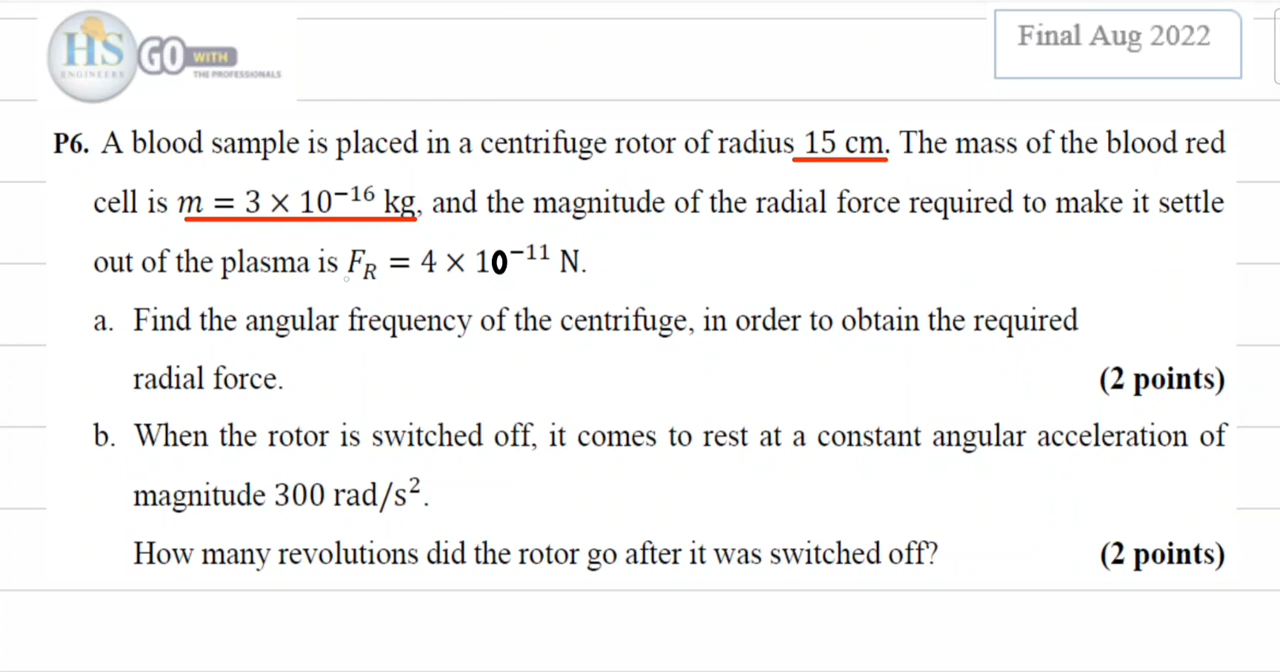 HS
ENGINEERS
GO WITH
THE PROFESSIONALS
Final Aug 2022
P6. A blood sample is placed in a centrifuge rotor of radius 15 cm. The mass of the blood red
cell is m = 3 × 10⁻¹⁶ kg, and the magnitude of the radial force required to make it settle
out of the plasma is F_R = 4 × 10⁻¹¹ N.
a. Find the angular frequency of the centrifuge, in order to obtain the required
radial force. (2 points)
b. When the rotor is switched off, it comes to rest at a constant angular acceleration of
magnitude 300 rad/s².
How many revolutions did the rotor go after it was switched off? (2 points)